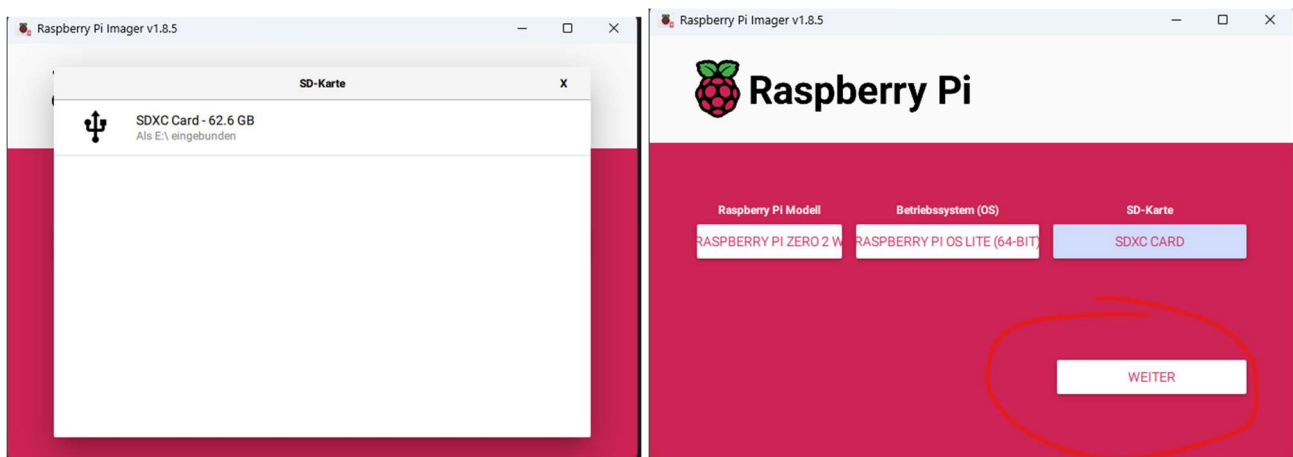 Raspberry Pi Imager v1.8.5
SD-Karte
X
SDXC Card - 62.6 GB
Als E:\ eingebunden
Raspberry Pi Imager v1.8.5
Raspberry Pi
Raspberry Pi Modell
Betriebssystem (OS)
SD-Karte
RASPBERRY PI ZERO 2 W
RASPBERRY PI OS LITE (64-BIT)
SDXC CARD
WEITER